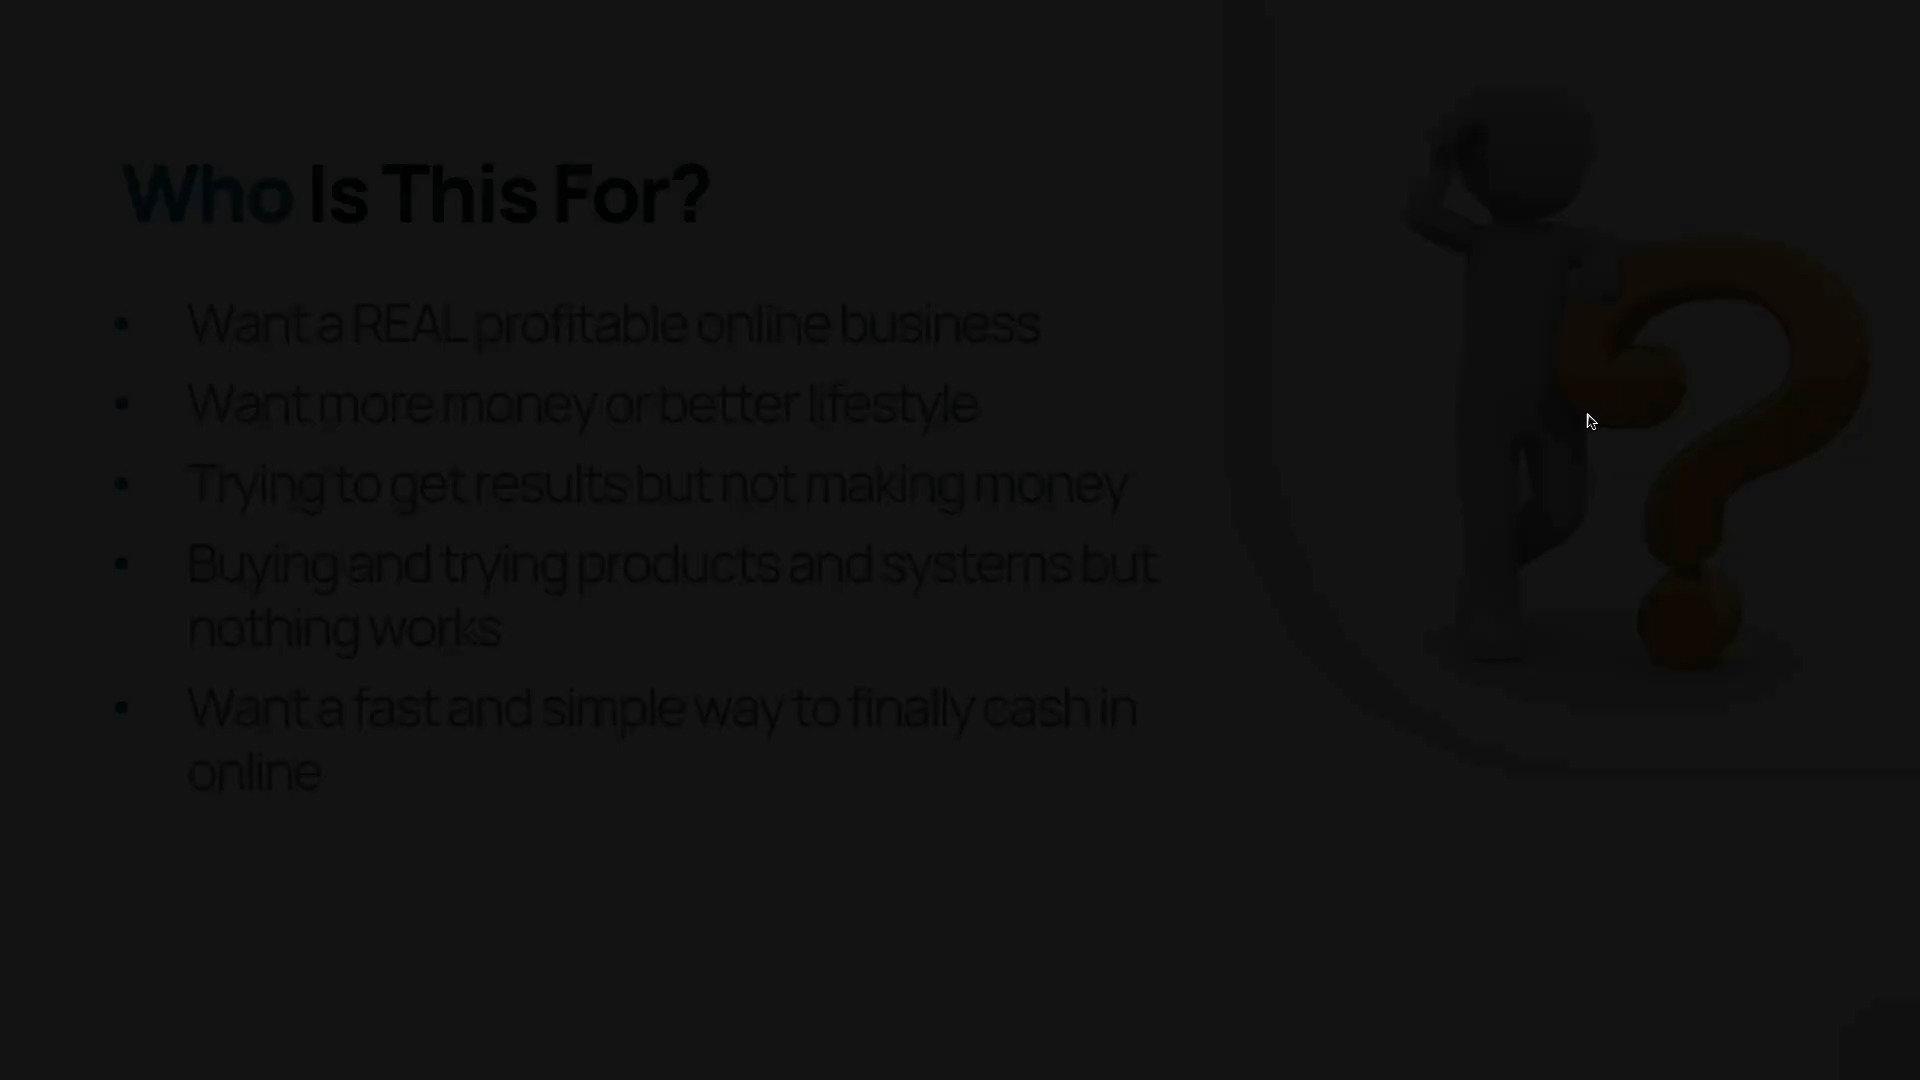 Who Is This For?
• Want a REAL profitable online business
• Want more money or better lifestyle
• Trying to get results but not making money
• Buying and trying products and systems but
nothing works
• Want a fast and simple way to finally cash in
online